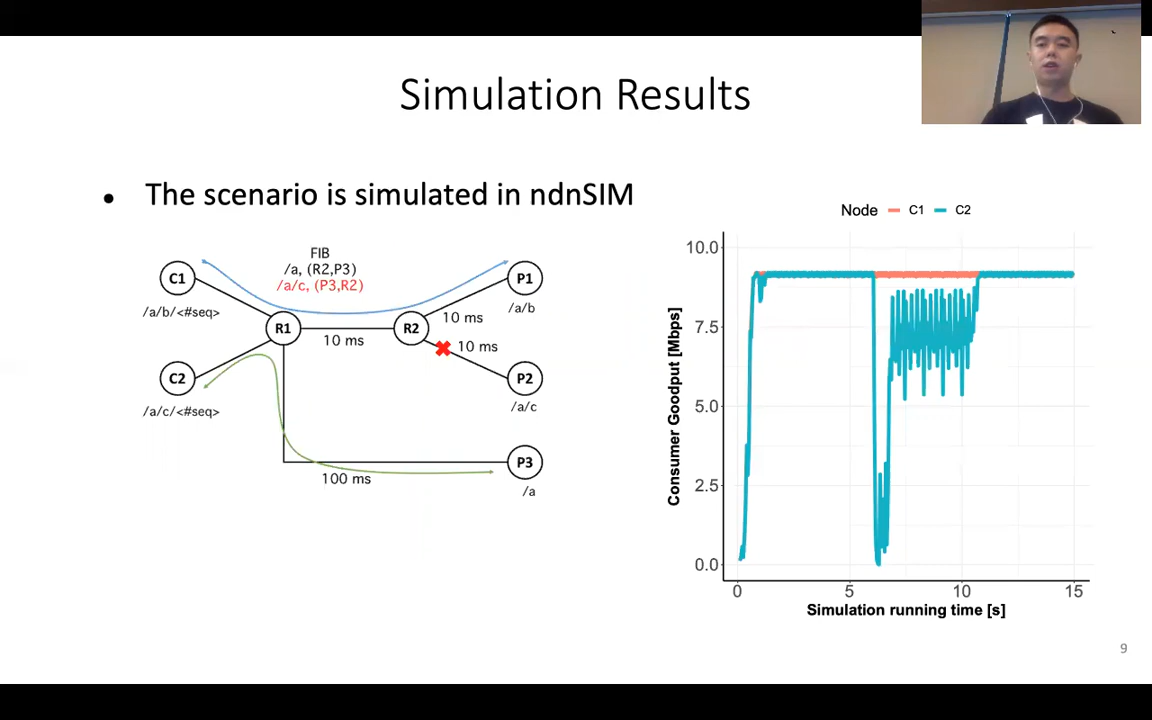 Simulation Results
• The scenario is simulated in ndnSIM
FIB
/a, (R2,P3)
/a/c, (P3,R2)
C1
P1
/a/b/<#seq>
/a/b
R1
R2
10 ms
10 ms
10 ms
C2
P2
/a/c/<#seq>
/a/c
P3
100 ms
/a
Node C1 C2
10.0
7.5
5.0
2.5
0.0
Consumer Goodput [Mbps]
0 5 10 15
Simulation running time [s]
9